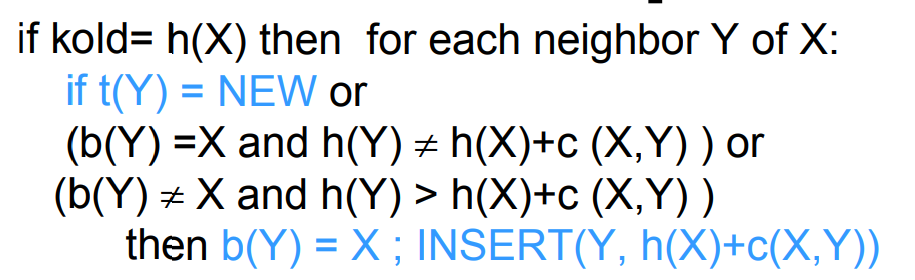 if kold= h(X) then for each neighbor Y of X:
if t(Y) = NEW or
(b(Y) =X and h(Y) ≠ h(X)+c (X,Y) ) or
(b(Y) ≠ X and h(Y) > h(X)+c (X,Y) )
then b(Y) = X ; INSERT(Y, h(X)+c(X,Y))